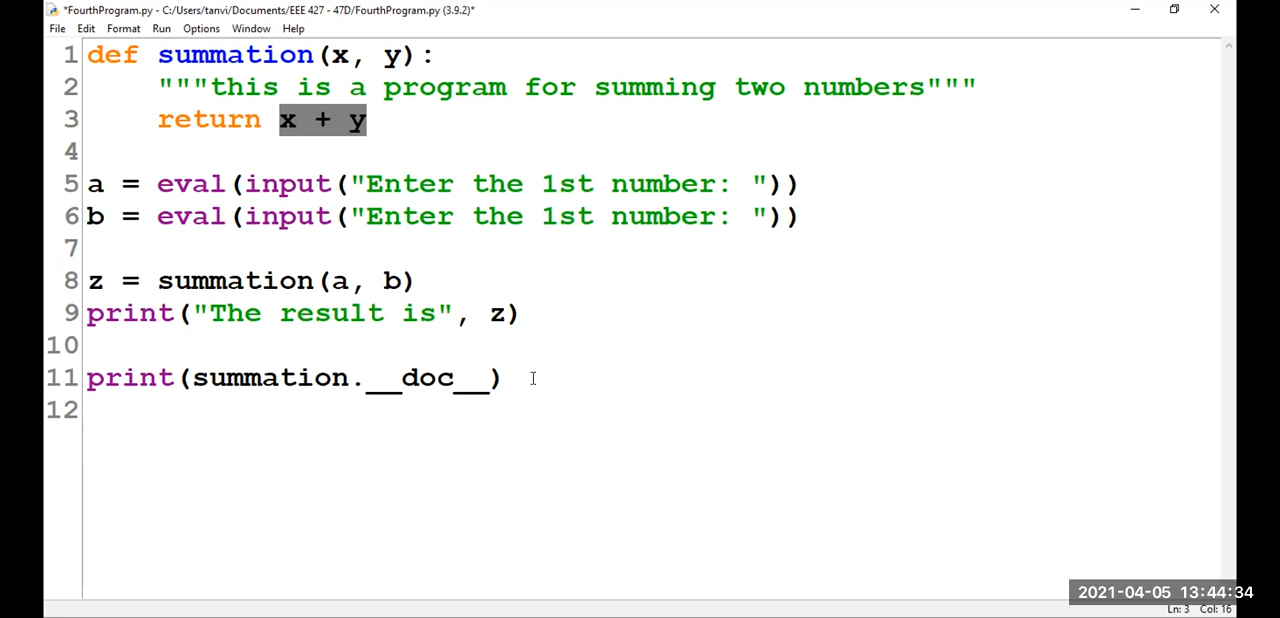 *FourthProgram.py - C:/Users/tanvi/Documents/EEE 427 - 47D/FourthProgram.py (3.9.2)*
File Edit Format Run Options Window Help
1 def summation(x, y):
2     """this is a program for summing two numbers"""
3     return x + y
4
5 a = eval(input("Enter the 1st number: "))
6 b = eval(input("Enter the 1st number: "))
7
8 z = summation(a, b)
9 print("The result is", z)
10
11 print(summation.__doc__)
12
2021-04-05 13:44:34
Ln: 3 Col: 16